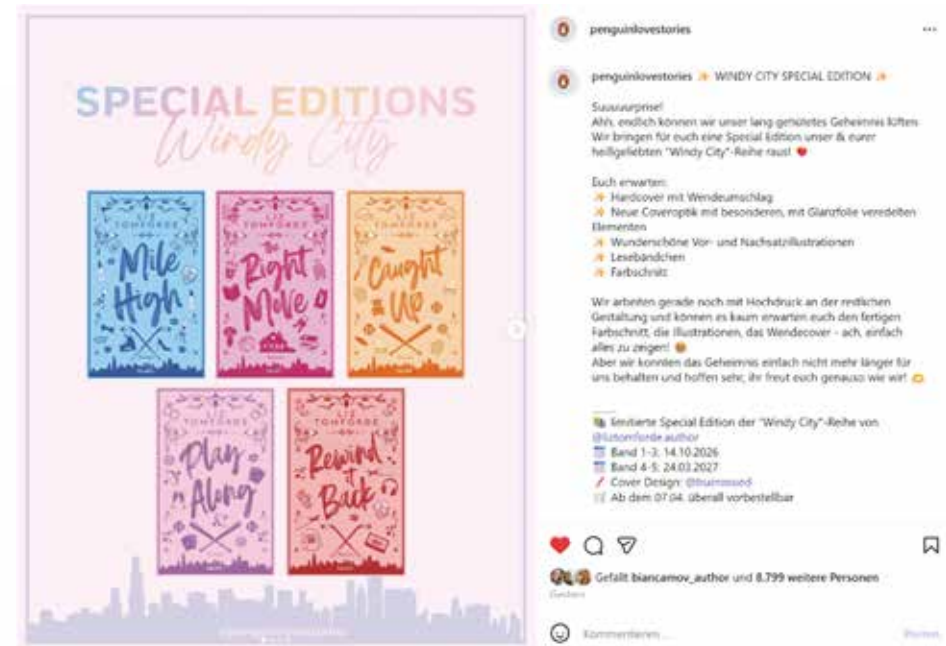 SPECIAL EDITIONS
Windy City
LIZ
TOMFORDE
Mile
High
LIZ
TOMFORDE
The
Right
Move
LIZ
TOMFORDE
Caught
Up
LIZ
TOMFORDE
Play
Along
LIZ
TOMFORDE
Rewind
it
Back
penguinlovestories
penguinlovestories ✨ WINDY CITY SPECIAL EDITION ✨
Suuuuurprise!
Ahh, endlich können wir unser lang gehütetes Geheimnis lüften.
Wir bringen für euch eine Special Edition unser & eurer
heißgeliebten "Windy City"-Reihe raus! ❤️
Euch erwarten:
✨ Hardcover mit Wendeumschlag
✨ Neue Coveroptik mit besonderen, mit Glanzfolie veredelten
Elementen
✨ Wunderschöne Vor- und Nachsatzillustrationen
✨ Lesebändchen
✨ Farbschnitt
Wir arbeiten gerade noch mit Hochdruck an der restlichen
Gestaltung und können es kaum erwarten euch den fertigen
Farbschnitt, die Illustrationen, das Wendecover - ach, einfach
alles zu zeigen!
Aber wir konnten das Geheimnis einfach nicht mehr länger für
uns behalten und hoffen sehr, ihr freut euch genauso wie wir!
limitierte Special Edition der "Windy City"-Reihe von
@liztomforde.author
Band 1-3: 14.10.2026
Band 4-5: 24.03.2027
Cover Design:
Ab dem 07.04. überall vorbestellbar
Gefällt biancamov_author und 8.799 weitere Personen
Gestern
Kommentieren ...
Posten